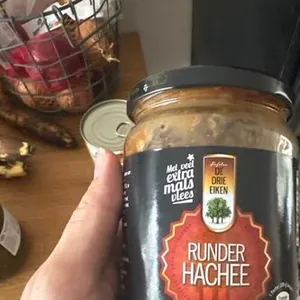 Met veel
extra
mals
vlees
DE
DRIE
EIKEN
RUNDER
HACHEE